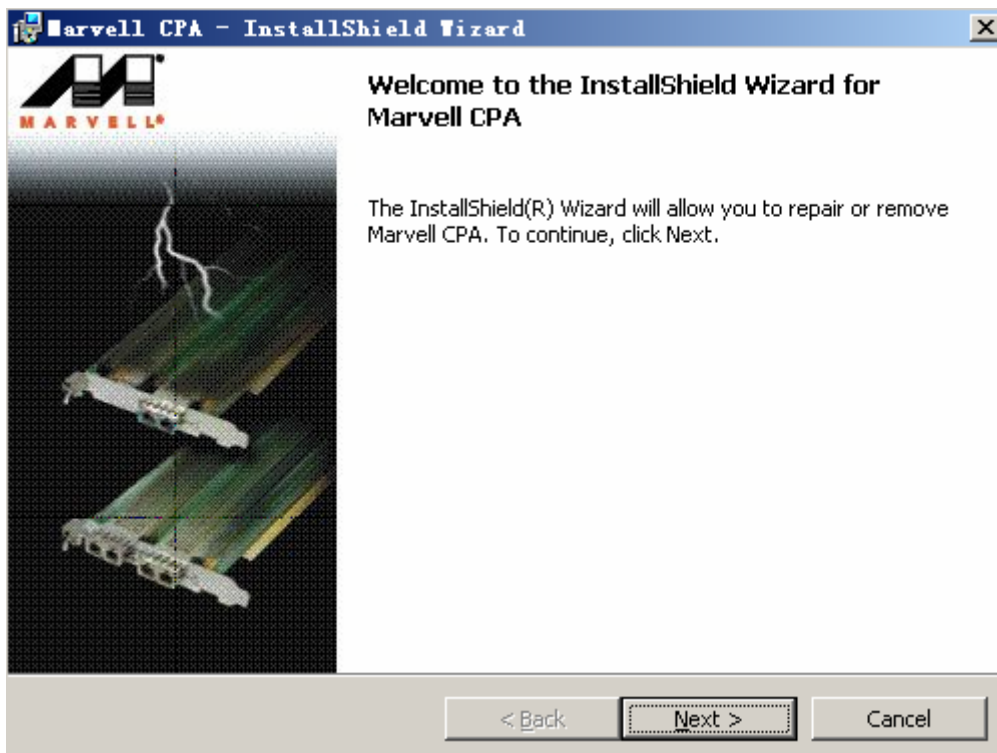 Marvell CPA - InstallShield Wizard
MARVELL®
Welcome to the InstallShield Wizard for
Marvell CPA
The InstallShield(R) Wizard will allow you to repair or remove
Marvell CPA. To continue, click Next.
< Back
Next >
Cancel